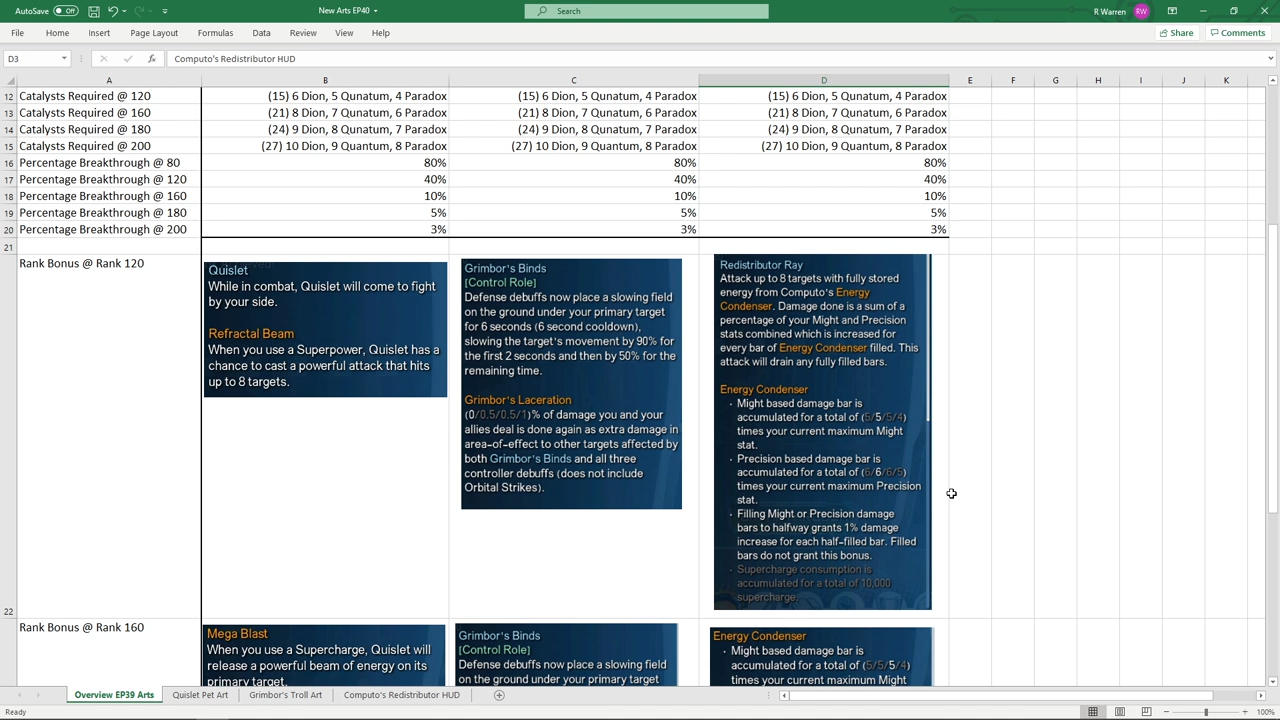 AutoSave Off New Arts EP40 Search R Warren RW
File Home Insert Page Layout Formulas Data Review View Help Share Comments
D3 fx Computo's Redistributor HUD
A B C D E F G H I J K
12 Catalysts Required @ 120 (15) 6 Dion, 5 Qunatum, 4 Paradox (15) 6 Dion, 5 Qunatum, 4 Paradox (15) 6 Dion, 5 Qunatum, 4 Paradox
13 Catalysts Required @ 160 (21) 8 Dion, 7 Qunatum, 6 Paradox (21) 8 Dion, 7 Qunatum, 6 Paradox (21) 8 Dion, 7 Qunatum, 6 Paradox
14 Catalysts Required @ 180 (24) 9 Dion, 8 Qunatum, 7 Paradox (24) 9 Dion, 8 Qunatum, 7 Paradox (24) 9 Dion, 8 Qunatum, 7 Paradox
15 Catalysts Required @ 200 (27) 10 Dion, 9 Quantum, 8 Paradox (27) 10 Dion, 9 Quantum, 8 Paradox (27) 10 Dion, 9 Quantum, 8 Paradox
16 Percentage Breakthrough @ 80 80% 80% 80%
17 Percentage Breakthrough @ 120 40% 40% 40%
18 Percentage Breakthrough @ 160 10% 10% 10%
19 Percentage Breakthrough @ 180 5% 5% 5%
20 Percentage Breakthrough @ 200 3% 3% 3%
21
22 Rank Bonus @ Rank 120
Quislet
While in combat, Quislet will come to fight
by your side.
Refractal Beam
When you use a Superpower, Quislet has a
chance to cast a powerful attack that hits
up to 8 targets.
Grimbor's Binds
[Control Role]
Defense debuffs now place a slowing field
on the ground under your primary target
for 6 seconds (6 second cooldown),
slowing the target's movement by 90% for
the first 2 seconds and then by 50% for the
remaining time.
Grimbor's Laceration
(0/0.5/0.5/1)% of damage you and your
allies deal is done again as extra damage in
area-of-effect to other targets affected by
both Grimbor's Binds and all three
controller debuffs (does not include
Orbital Strikes).
Redistributor Ray
Attack up to 8 targets with fully stored
energy from Computo's Energy
Condenser. Damage done is a sum of a
percentage of your Might and Precision
stats combined which is increased for
every bar of Energy Condenser filled. This
attack will drain any fully filled bars.
Energy Condenser
• Might based damage bar is
accumulated for a total of (5/5/5/4)
times your current maximum Might
stat.
• Precision based damage bar is
accumulated for a total of (6/6/6/5)
times your current maximum Precision
stat.
• Filling Might or Precision damage
bars to halfway grants 1% damage
increase for each half-filled bar. Filled
bars do not grant this bonus.
• Supercharge consumption is
accumulated for a total of 10,000
supercharge.
Rank Bonus @ Rank 160
Mega Blast
When you use a Supercharge, Quislet will
release a powerful beam of energy on its
primary target.
Grimbor's Binds
[Control Role]
Defense debuffs now place a slowing field
on the ground under your primary target
Energy Condenser
• Might based damage bar is
accumulated for a total of (5/5/5/4)
times your current maximum Might
Overview EP39 Arts Quislet Pet Art Grimbor's Troll Art Computo's Redistributor HUD
Ready 100%